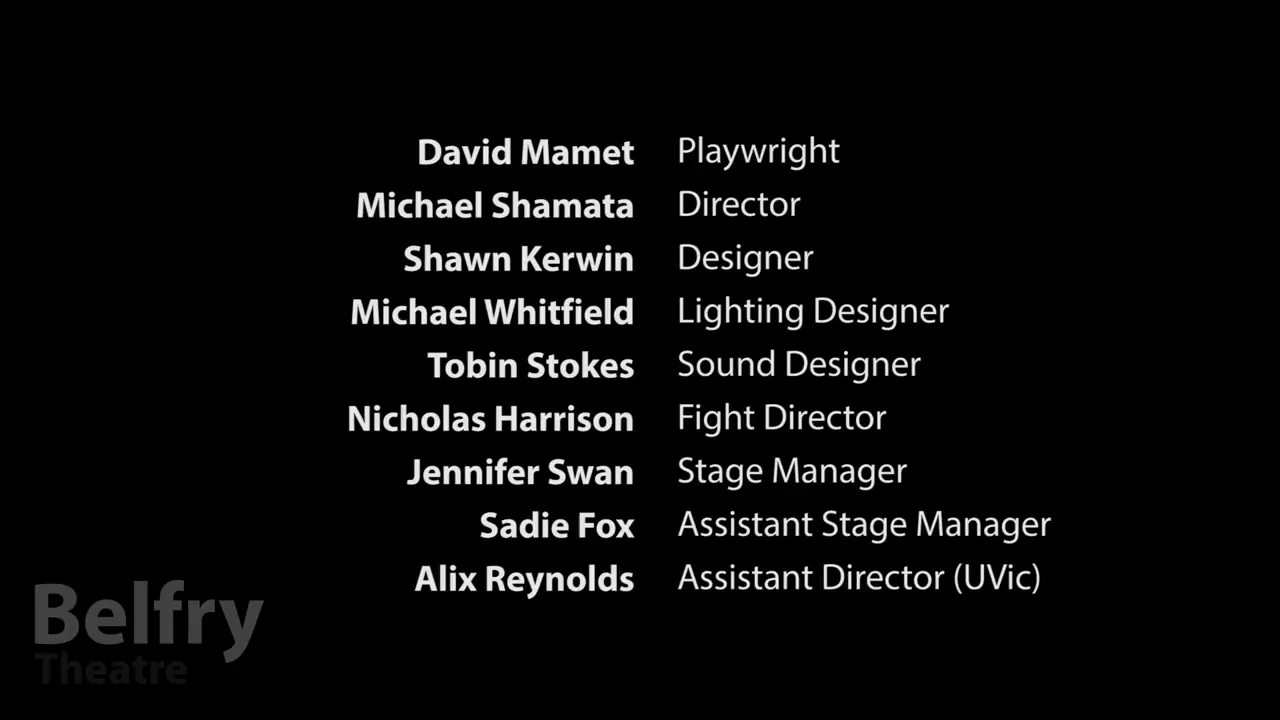 David Mamet Playwright
Michael Shamata Director
Shawn Kerwin Designer
Michael Whitfield Lighting Designer
Tobin Stokes Sound Designer
Nicholas Harrison Fight Director
Jennifer Swan Stage Manager
Sadie Fox Assistant Stage Manager
Alix Reynolds Assistant Director (UVic)
Belfry
Theatre